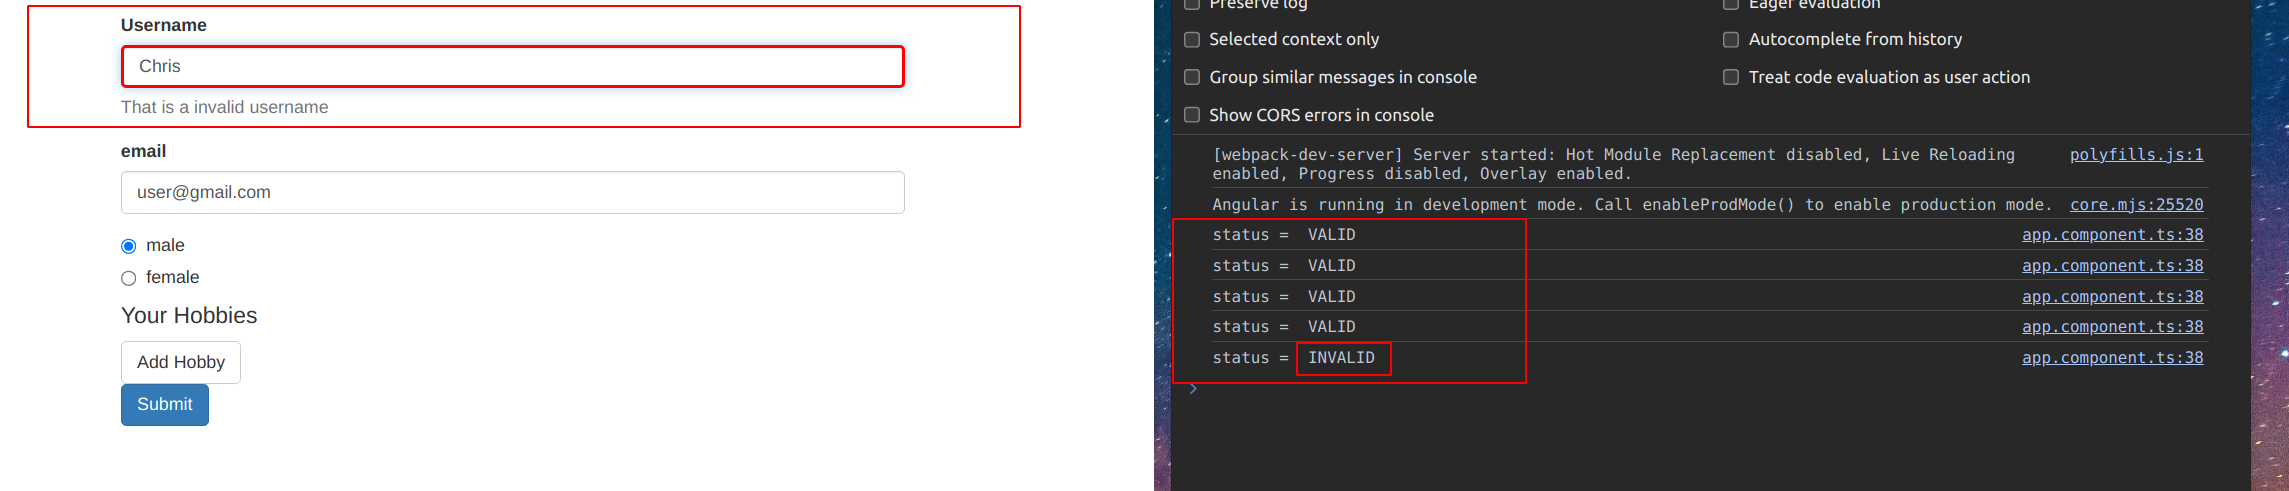 Username
Chris
That is a invalid username
email
user@gmail.com
male
female
Your Hobbies
Add Hobby
Submit
Preserve log
Eager evaluation
Selected context only
Autocomplete from history
Group similar messages in console
Treat code evaluation as user action
Show CORS errors in console
[webpack-dev-server] Server started: Hot Module Replacement disabled, Live Reloading polyfills.js:1
enabled, Progress disabled, Overlay enabled.
Angular is running in development mode. Call enableProdMode() to enable production mode. core.mjs:25520
status = VALID app.component.ts:38
status = VALID app.component.ts:38
status = VALID app.component.ts:38
status = VALID app.component.ts:38
status = INVALID app.component.ts:38